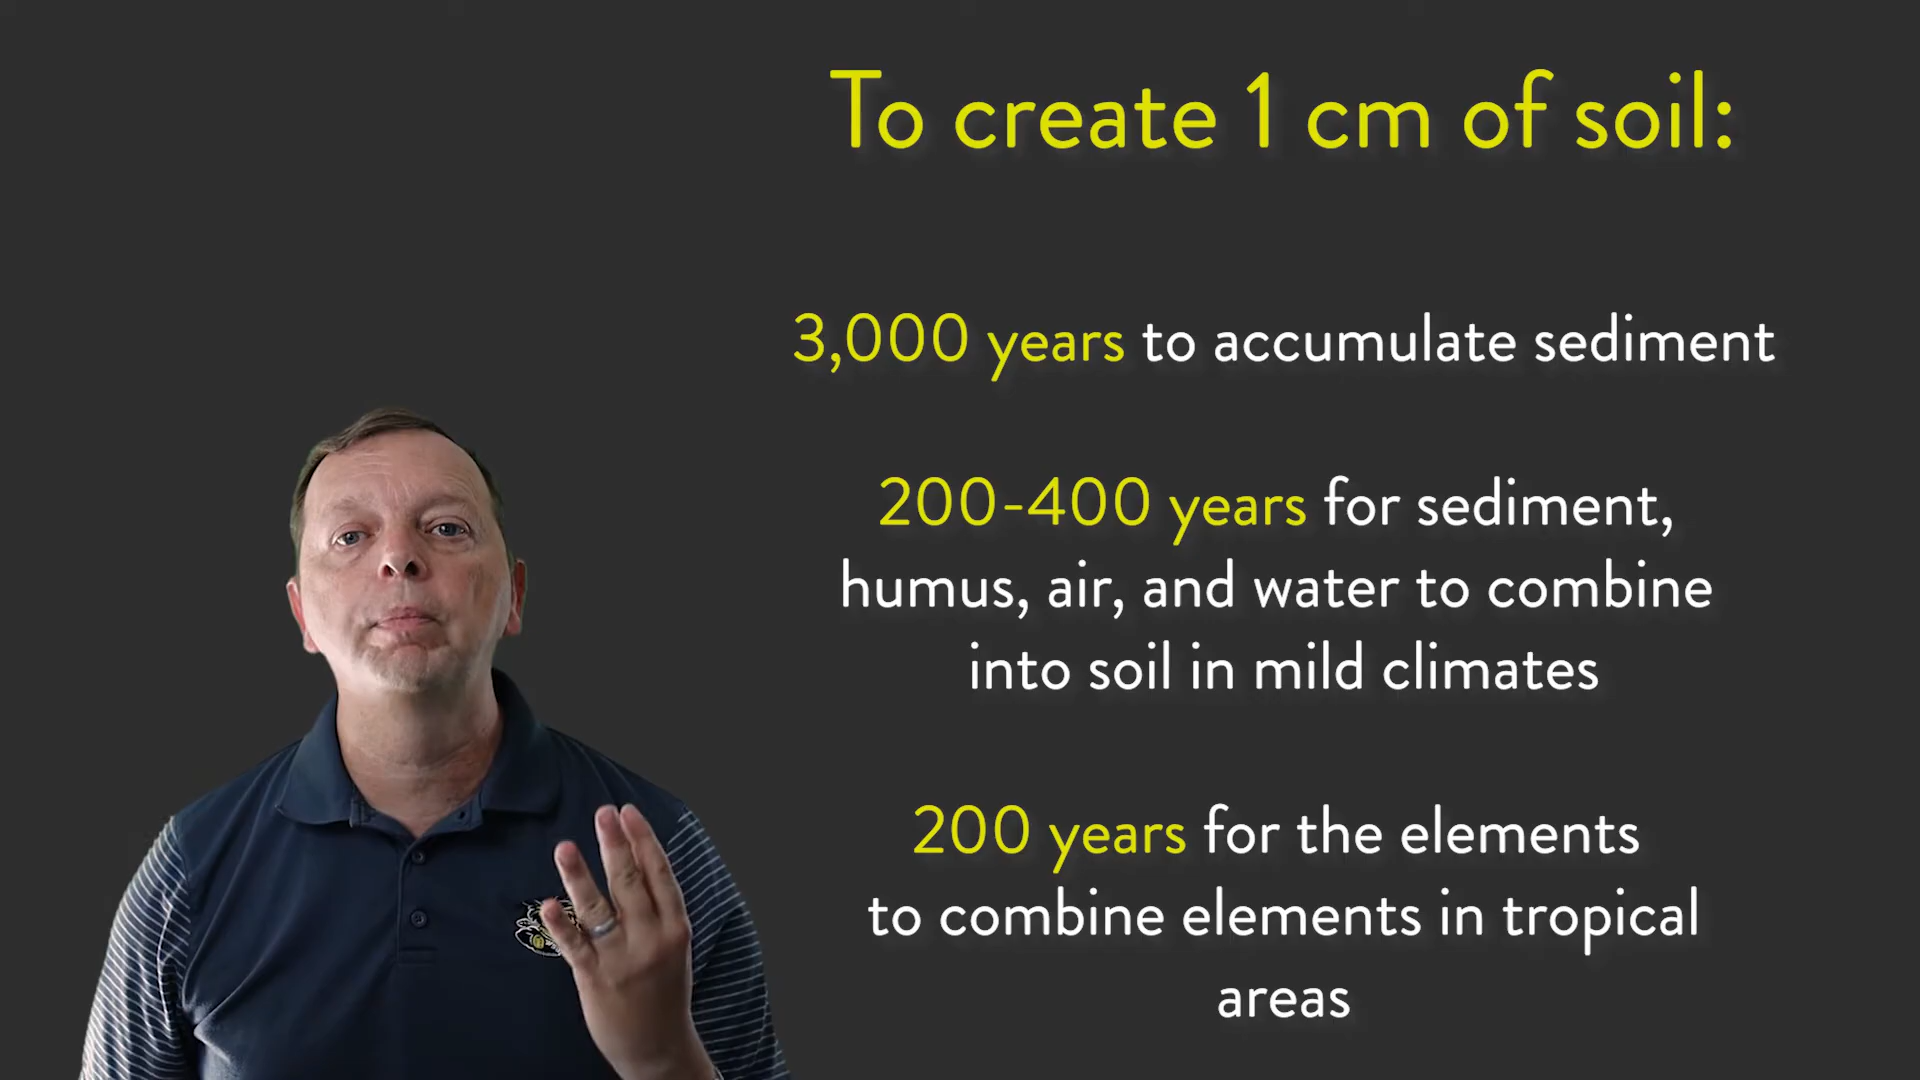 To create 1 cm of soil:
3,000 years to accumulate sediment
200-400 years for sediment,
humus, air, and water to combine
into soil in mild climates
200 years for the elements
to combine elements in tropical
areas